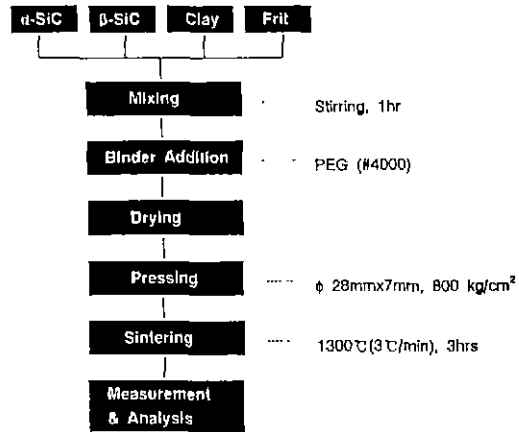 α-SiC β-SiC Clay Frit
Mixing
Stirring, 1hr
Binder Addition
PEG (#4000)
Drying
Pressing
ϕ 28mmx7mm, 800 kg/cm²
Sintering
1300℃(3℃/min), 3hrs
Measurement
& Analysis